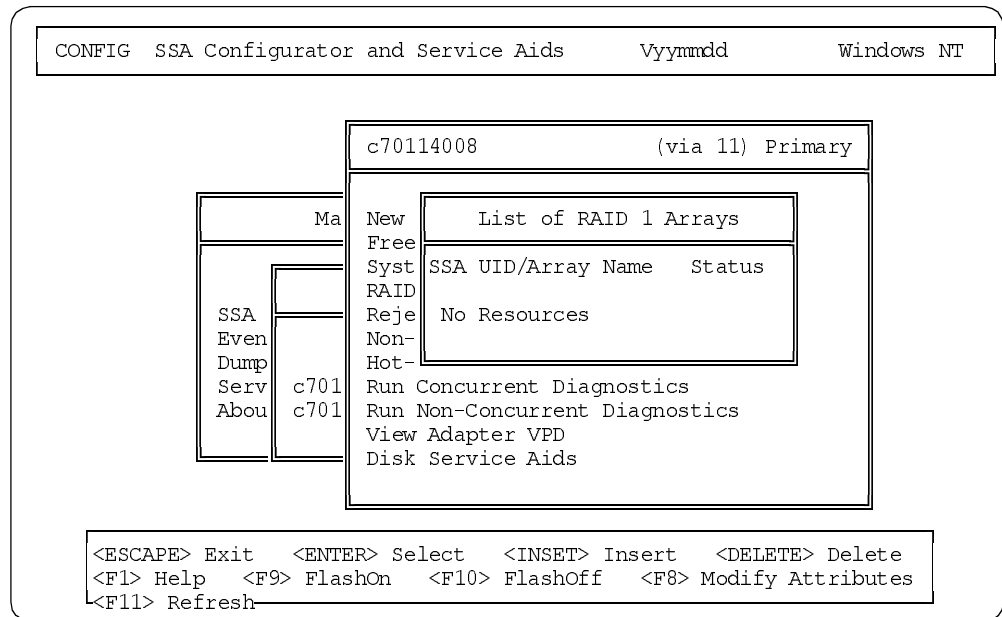 CONFIG SSA Configurator and Service Aids Vyymmdd Windows NT
c70114008 (via 11) Primary
Ma
New
List of RAID 1 Arrays
Free
Syst
SSA UID/Array Name Status
RAID
SSA
Reje
No Resources
Even
Non-
Dump
Hot-
Serv
c701
Run Concurrent Diagnostics
Abou
c701
Run Non-Concurrent Diagnostics
View Adapter VPD
Disk Service Aids
<ESCAPE> Exit <ENTER> Select <INSET> Insert <DELETE> Delete
<F1> Help <F9> FlashOn <F10> FlashOff <F8> Modify Attributes
<F11> Refresh